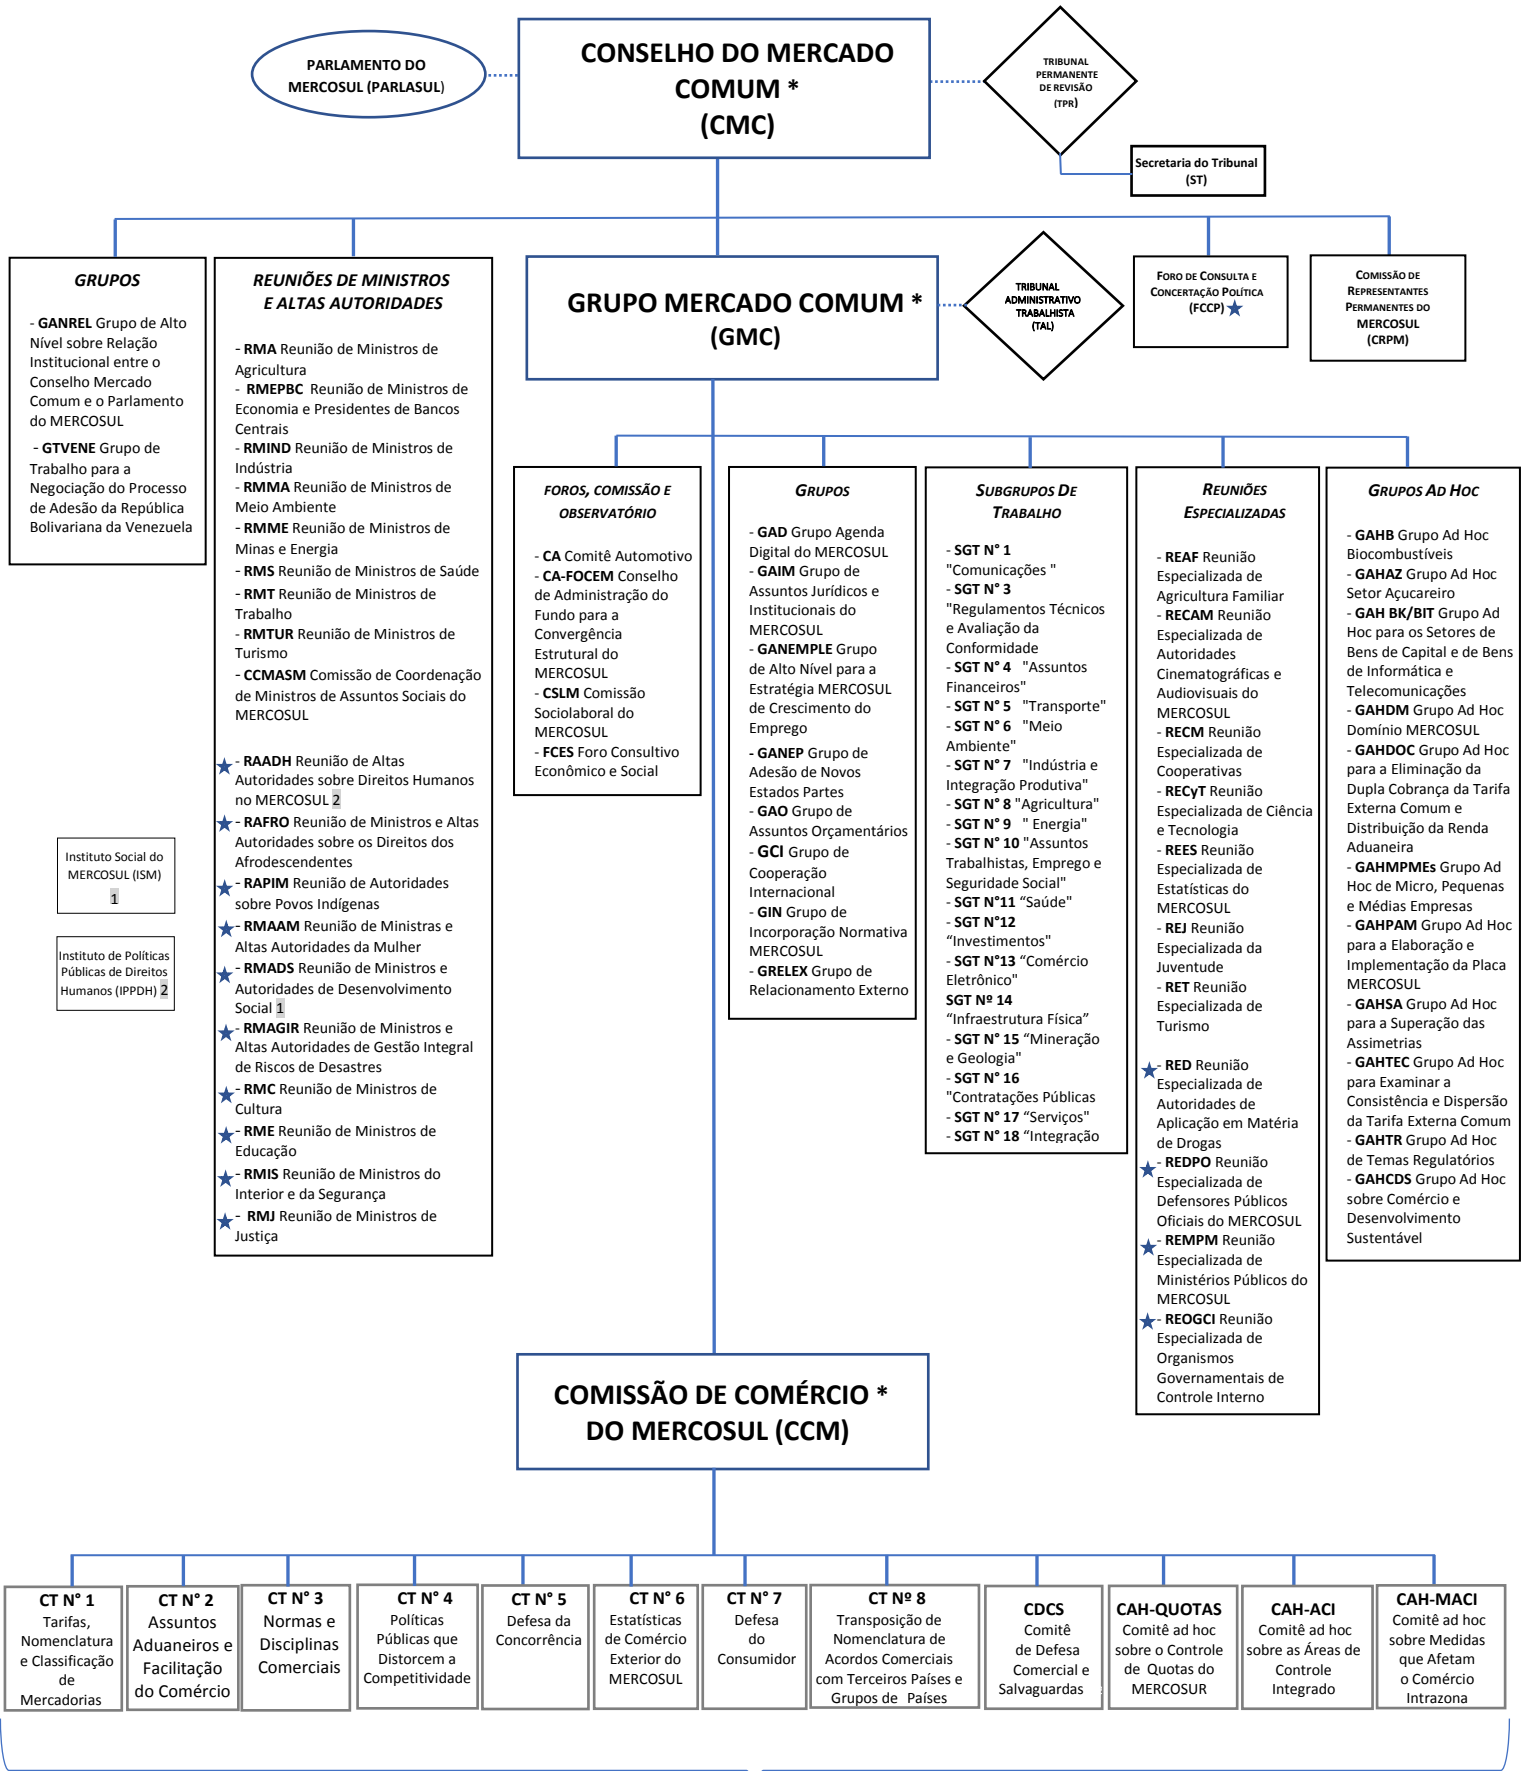 CONSELHO DO MERCADO
COMUM *
(CMC)
PARLAMENTO DO
MERCOSUL (PARLASUL)
TRIBUNAL
PERMANENTE
DE REVISÃO
(TPR)
Secretaria do Tribunal
(ST)
GRUPOS
- GANREL Grupo de Alto
Nível sobre Relação
Institucional entre o
Conselho Mercado
Comum e o Parlamento
do MERCOSUL
- GTVENE Grupo de
Trabalho para a
Negociação do Processo
de Adesão da República
Bolivariana da Venezuela
REUNIÕES DE MINISTROS
E ALTAS AUTORIDADES
- RMA Reunião de Ministros de
Agricultura
- RMEPBC Reunião de Ministros de
Economia e Presidentes de Bancos
Centrais
- RMIND Reunião de Ministros de
Indústria
- RMMA Reunião de Ministros de
Meio Ambiente
- RMME Reunião de Ministros de
Minas e Energia
- RMS Reunião de Ministros de Saúde
- RMT Reunião de Ministros de
Trabalho
- RMTUR Reunião de Ministros de
Turismo
- CCMASM Comissão de Coordenação
de Ministros de Assuntos Sociais do
MERCOSUL
- RAADH Reunião de Altas
Autoridades sobre Direitos Humanos
no MERCOSUL 2
- RAFRO Reunião de Ministros e Altas
Autoridades sobre os Direitos dos
Afrodescendentes
- RAPIM Reunião de Autoridades
sobre Povos Indígenas
- RMAAM Reunião de Ministras e
Altas Autoridades da Mulher
- RMADS Reunião de Ministros e
Autoridades de Desenvolvimento
Social 1
- RMAGIR Reunião de Ministros e
Altas Autoridades de Gestão Integral
de Riscos de Desastres
- RMC Reunião de Ministros de
Cultura
- RME Reunião de Ministros de
Educação
- RMIS Reunião de Ministros do
Interior e da Segurança
- RMJ Reunião de Ministros de
Justiça
Instituto Social do
MERCOSUL (ISM)
1
Instituto de Políticas
Públicas de Direitos
Humanos (IPPDH) 2
GRUPO MERCADO COMUM *
(GMC)
TRIBUNAL
ADMINISTRATIVO
TRABALHISTA
(TAL)
FORO DE CONSULTA E
CONCERTAÇÃO POLÍTICA
(FCCP)
COMISSÃO DE
REPRESENTANTES
PERMANENTES DO
MERCOSUL
(CRPM)
FOROS, COMISSÃO E
OBSERVATÓRIO
- CA Comitê Automotivo
- CA-FOCEM Conselho
de Administração do
Fundo para a
Convergência
Estrutural do
MERCOSUL
- CSLM Comissão
Sociolaboral do
MERCOSUL
- FCES Foro Consultivo
Econômico e Social
GRUPOS
- GAD Grupo Agenda
Digital do MERCOSUL
- GAIM Grupo de
Assuntos Jurídicos e
Institucionais do
MERCOSUL
- GANEMPLE Grupo
de Alto Nível para a
Estratégia MERCOSUL
de Crescimento do
Emprego
- GANEP Grupo de
Adesão de Novos
Estados Partes
- GAO Grupo de
Assuntos Orçamentários
- GCI Grupo de
Cooperação
Internacional
- GIN Grupo de
Incorporação Normativa
MERCOSUL
- GRELEX Grupo de
Relacionamento Externo
SUBGRUPOS DE
TRABALHO
- SGT N° 1
"Comunicações "
- SGT N° 3
"Regulamentos Técnicos
e Avaliação da
Conformidade
- SGT N° 4 "Assuntos
Financeiros"
- SGT N° 5 "Transporte"
- SGT N° 6 "Meio
Ambiente"
- SGT N° 7 "Indústria e
Integração Produtiva"
- SGT N° 8 "Agricultura"
- SGT N° 9 " Energia"
- SGT N° 10 "Assuntos
Trabalhistas, Emprego e
Seguridade Social"
- SGT N°11 “Saúde"
- SGT N°12
“Investimentos"
- SGT N°13 “Comércio
Eletrônico"
SGT Nº 14
“Infraestrutura Física”
- SGT N° 15 “Mineração
e Geologia"
- SGT N° 16
"Contratações Públicas
- SGT N° 17 “Serviços"
- SGT N° 18 “Integração
REUNIÕES
ESPECIALIZADAS
- REAF Reunião
Especializada de
Agricultura Familiar
- RECAM Reunião
Especializada de
Autoridades
Cinematográficas e
Audiovisuais do
MERCOSUL
- RECM Reunião
Especializada de
Cooperativas
- RECyT Reunião
Especializada de Ciência
e Tecnologia
- REES Reunião
Especializada de
Estatísticas do
MERCOSUL
- REJ Reunião
Especializada da
Juventude
- RET Reunião
Especializada de
Turismo
- RED Reunião
Especializada de
Autoridades de
Aplicação em Matéria
de Drogas
- REDPO Reunião
Especializada de
Defensores Públicos
Oficiais do MERCOSUL
- REMPM Reunião
Especializada de
Ministérios Públicos do
MERCOSUL
- REOGCI Reunião
Especializada de
Organismos
Governamentais de
Controle Interno
GRUPOS AD HOC
- GAHB Grupo Ad Hoc
Biocombustíveis
- GAHAZ Grupo Ad Hoc
Setor Açucareiro
- GAH BK/BIT Grupo Ad
Hoc para os Setores de
Bens de Capital e de Bens
de Informática e
Telecomunicações
- GAHDM Grupo Ad Hoc
Domínio MERCOSUL
- GAHDOC Grupo Ad Hoc
para a Eliminação da
Dupla Cobrança da Tarifa
Externa Comum e
Distribuição da Renda
Aduaneira
- GAHMPMEs Grupo Ad
Hoc de Micro, Pequenas
e Médias Empresas
- GAHPAM Grupo Ad Hoc
para a Elaboração e
Implementação da Placa
MERCOSUL
- GAHSA Grupo Ad Hoc
para a Superação das
Assimetrias
- GAHTEC Grupo Ad Hoc
para Examinar a
Consistência e Dispersão
da Tarifa Externa Comum
- GAHTR Grupo Ad Hoc
de Temas Regulatórios
- GAHCDS Grupo Ad Hoc
sobre Comércio e
Desenvolvimento
Sustentável
COMISSÃO DE COMÉRCIO *
DO MERCOSUL (CCM)
CT N° 1
Tarifas,
Nomenclatura
e Classificação
de
Mercadorias
CT N° 2
Assuntos
Aduaneiros e
Facilitação
do Comércio
CT N° 3
Normas e
Disciplinas
Comerciais
CT N° 4
Políticas
Públicas que
Distorcem a
Competitividade
CT N° 5
Defesa da
Concorrência
CT N° 6
Estatísticas
de Comércio
Exterior do
MERCOSUL
CT N° 7
Defesa
do
Consumidor
CT Nº 8
Transposição de
Nomenclatura de
Acordos Comerciais
com Terceiros Países e
Grupos de Países
CDCS
Comitê
de Defesa
Comercial e
Salvaguardas
CAH-QUOTAS
Comitê ad hoc
sobre o Controle
de Quotas do
MERCOSUR
CAH-ACI
Comitê ad hoc
sobre as Áreas de
Controle
Integrado
CAH-MACI
Comitê ad hoc
sobre Medidas
que Afetam
o Comércio
Intrazona